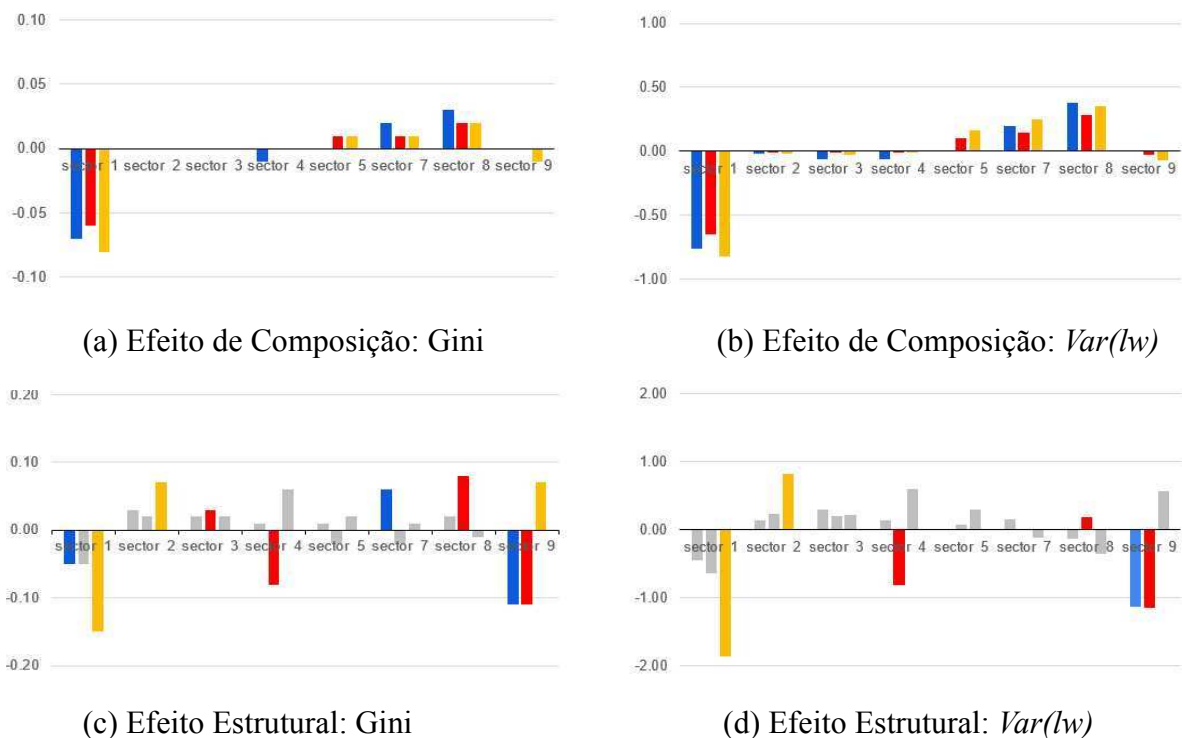 0.10
0.05
0.00
-0.05
-0.10
sector 1 sector 2 sector 3 sector 4 sector 5 sector 7 sector 8 sector 9
(a) Efeito de Composição: Gini
1.00
0.50
0.00
-0.50
-1.00
sector 1 sector 2 sector 3 sector 4 sector 5 sector 7 sector 8 sector 9
(b) Efeito de Composição: Var(lw)
0.20
0.10
0.00
-0.10
-0.20
sector 1 sector 2 sector 3 sector 4 sector 5 sector 7 sector 8 sector 9
(c) Efeito Estrutural: Gini
2.00
1.00
0.00
-1.00
-2.00
sector 1 sector 2 sector 3 sector 4 sector 5 sector 7 sector 8 sector 9
(d) Efeito Estrutural: Var(lw)